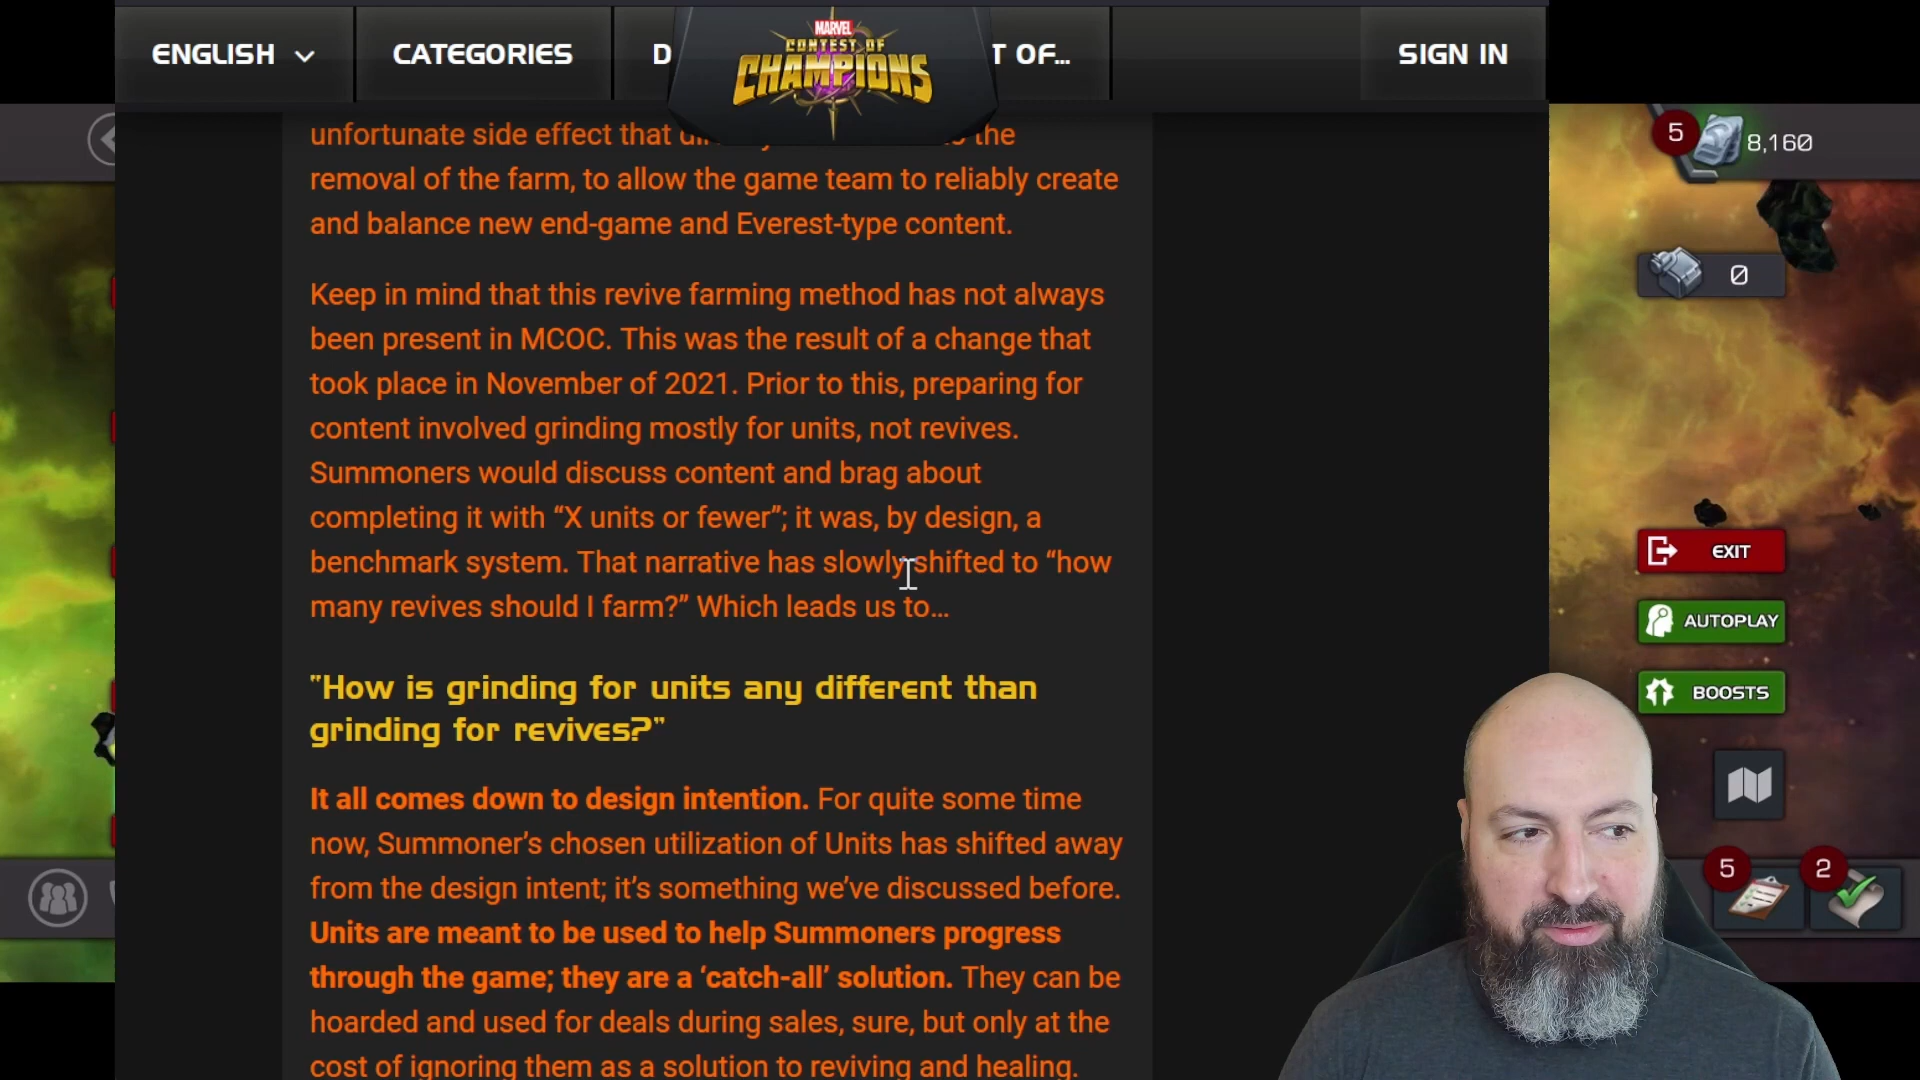 ENGLISH
CATEGORIES
D
MARVEL
CONTEST OF
CHAMPIONS
T OF...
SIGN IN
unfortunate side effect that the
removal of the farm, to allow the game team to reliably create
and balance new end-game and Everest-type content.
Keep in mind that this revive farming method has not always
been present in MCOC. This was the result of a change that
took place in November of 2021. Prior to this, preparing for
content involved grinding mostly for units, not revives.
Summoners would discuss content and brag about
completing it with “X units or fewer”; it was, by design, a
benchmark system. That narrative has slowly shifted to “how
many revives should I farm?” Which leads us to…
"How is grinding for units any different than
grinding for revives?"
It all comes down to design intention. For quite some time
now, Summoner’s chosen utilization of Units has shifted away
from the design intent; it’s something we’ve discussed before.
Units are meant to be used to help Summoners progress
through the game; they are a ‘catch-all’ solution. They can be
hoarded and used for deals during sales, sure, but only at the
cost of ignoring them as a solution to reviving and healing.
5
8,160
0
EXIT
AUTOPLAY
BOOSTS
5
2